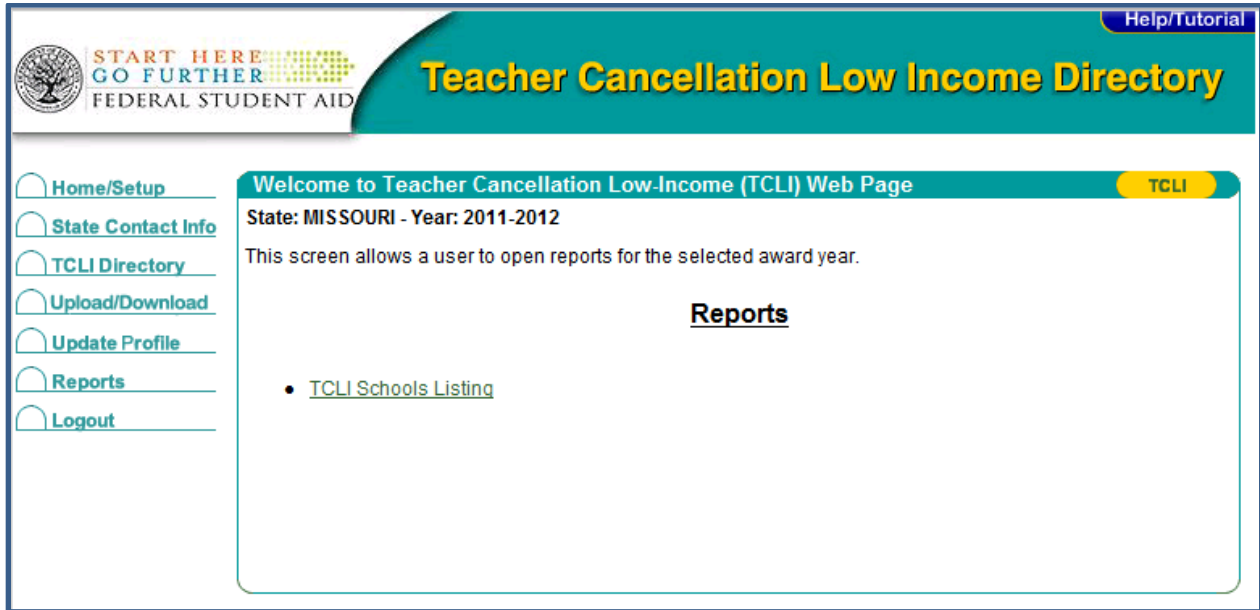 Help/Tutorial
START HERE
GO FURTHER
FEDERAL STUDENT AID
Teacher Cancellation Low Income Directory
Home/Setup
State Contact Info
TCLI Directory
Upload/Download
Update Profile
Reports
Logout
Welcome to Teacher Cancellation Low-Income (TCLI) Web Page
TCLI
State: MISSOURI - Year: 2011-2012
This screen allows a user to open reports for the selected award year.
Reports
• TCLI Schools Listing